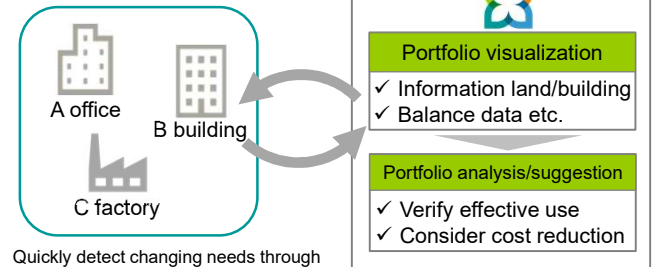 A office
B building
C factory
Quickly detect changing needs through
Portfolio visualization
✓ Information land/building
✓ Balance data etc.
Portfolio analysis/suggestion
✓ Verify effective use
✓ Consider cost reduction